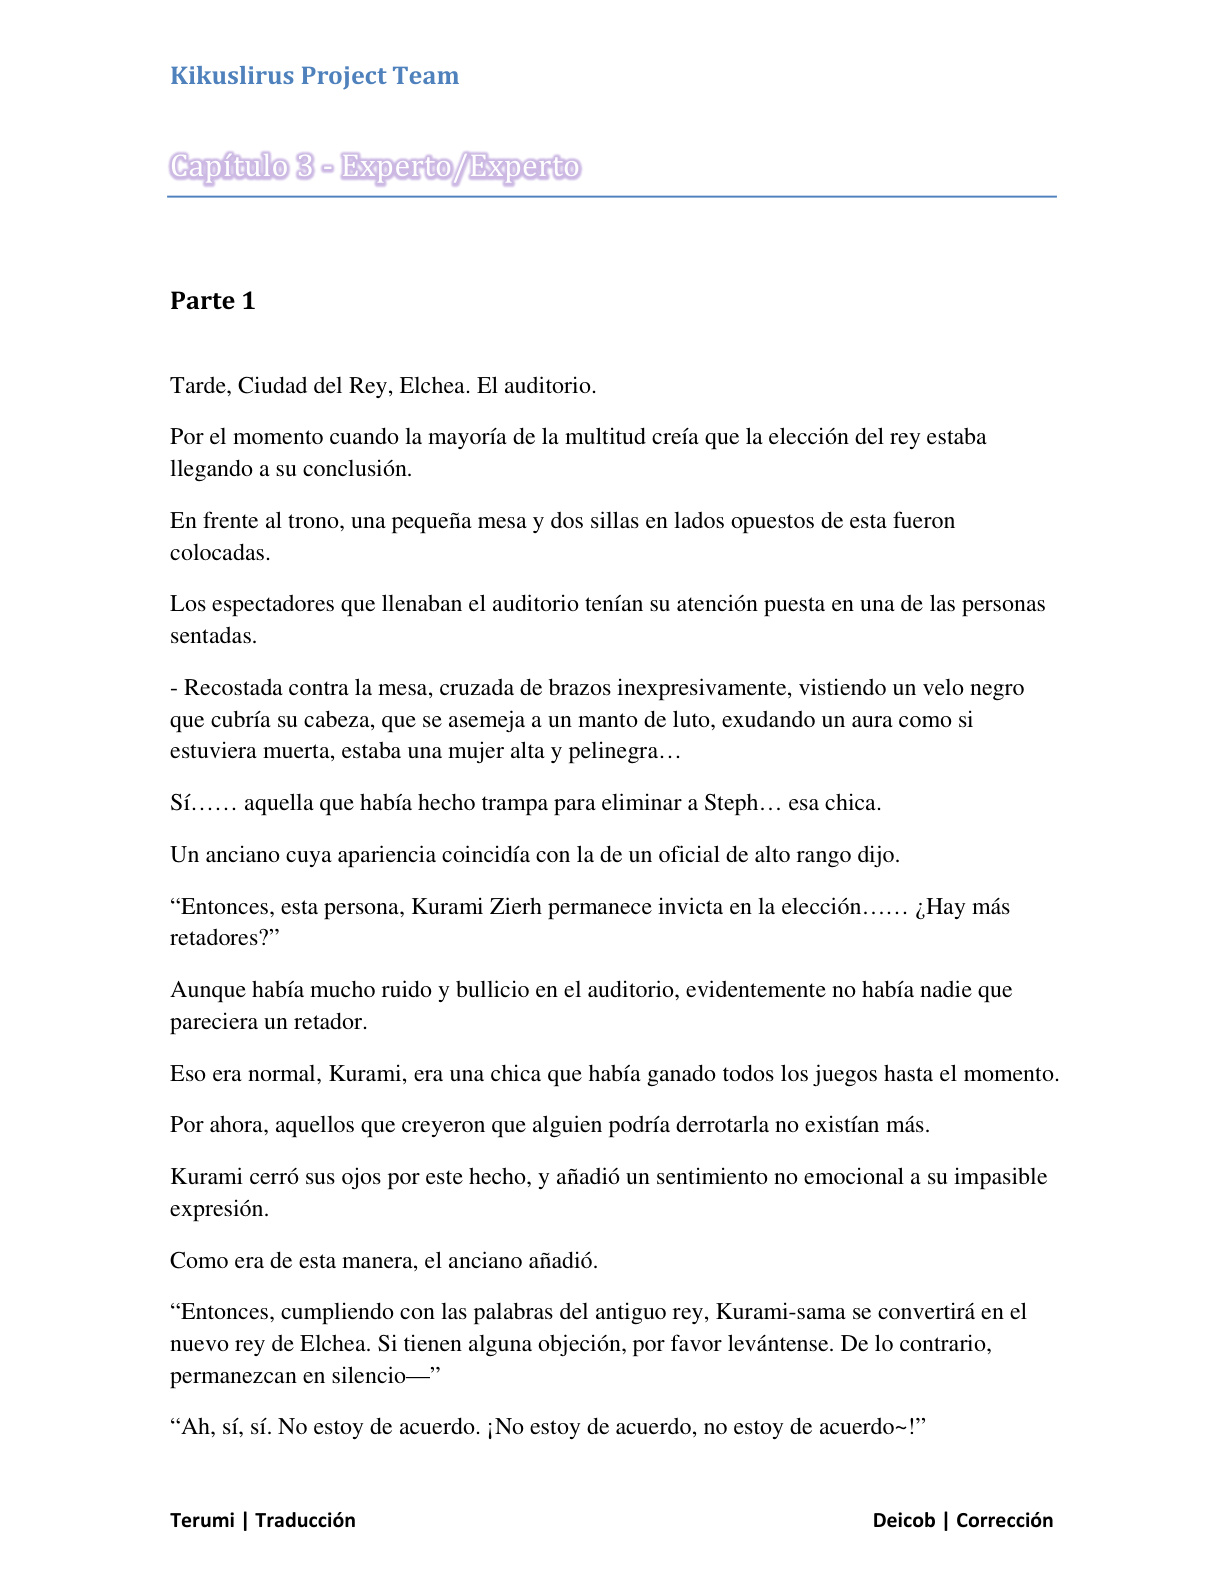 Kikuslirus Project Team
Capítulo 3 - Experto/Experto
Parte 1
Tarde, Ciudad del Rey, Elchea. El auditorio.
Por el momento cuando la mayoría de la multitud creía que la elección del rey estaba
llegando a su conclusión.
En frente al trono, una pequeña mesa y dos sillas en lados opuestos de esta fueron
colocadas.
Los espectadores que llenaban el auditorio tenían su atención puesta en una de las personas
sentadas.
- Recostada contra la mesa, cruzada de brazos inexpresivamente, vistiendo un velo negro
que cubría su cabeza, que se asemeja a un manto de luto, exudando un aura como si
estuviera muerta, estaba una mujer alta y pelinegra…
Sí…… aquella que había hecho trampa para eliminar a Steph… esa chica.
Un anciano cuya apariencia coincidía con la de un oficial de alto rango dijo.
“Entonces, esta persona, Kurami Zierh permanece invicta en la elección…… ¿Hay más
retadores?”
Aunque había mucho ruido y bullicio en el auditorio, evidentemente no había nadie que
pareciera un retador.
Eso era normal, Kurami, era una chica que había ganado todos los juegos hasta el momento.
Por ahora, aquellos que creyeron que alguien podría derrotarla no existían más.
Kurami cerró sus ojos por este hecho, y añadió un sentimiento no emocional a su impasible
expresión.
Como era de esta manera, el anciano añadió.
“Entonces, cumpliendo con las palabras del antiguo rey, Kurami-sama se convertirá en el
nuevo rey de Elchea. Si tienen alguna objeción, por favor levántense. De lo contrario,
permanezcan en silencio—”
“Ah, sí, sí. No estoy de acuerdo. ¡No estoy de acuerdo, no estoy de acuerdo~!”
Terumi | Traducción
Deicob | Corrección